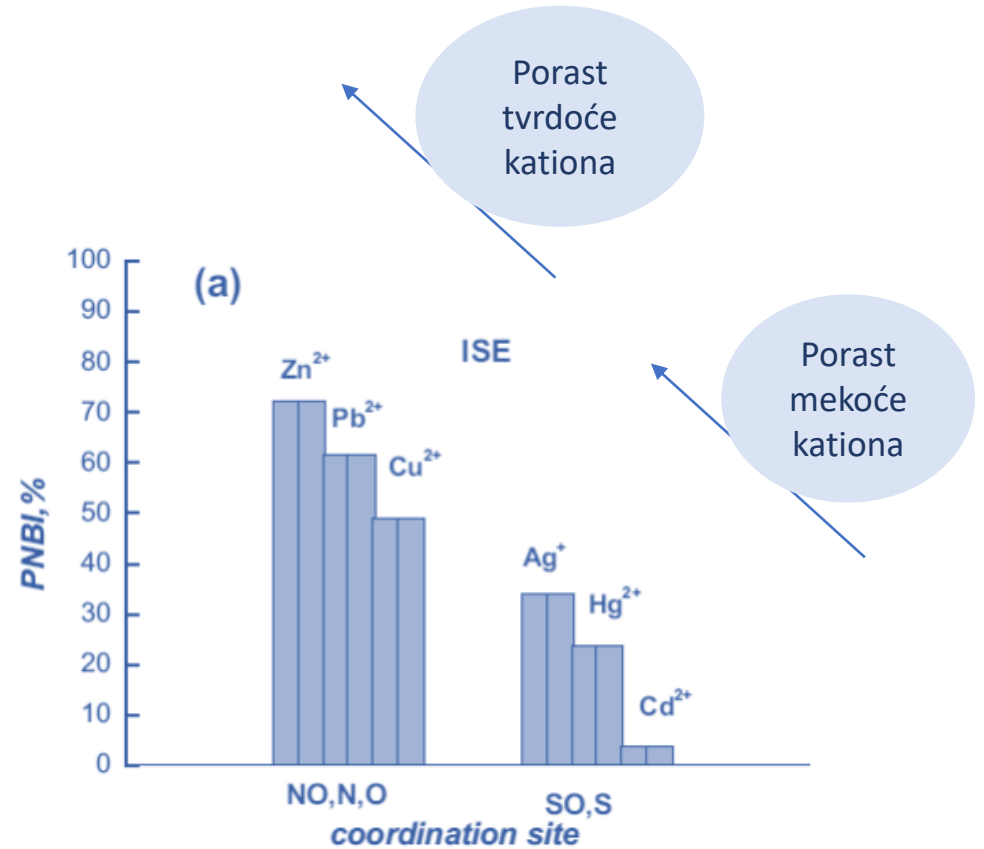 Porast
tvrdoće
kationa
Porast
mekoće
kationa
(a)
ISE
100
90
80
70
60
50
40
30
20
10
0
PNBI,%
Zn²⁺
Pb²⁺
Cu²⁺
Ag⁺
Hg²⁺
Cd²⁺
NO,N,O
SO,S
coordination site